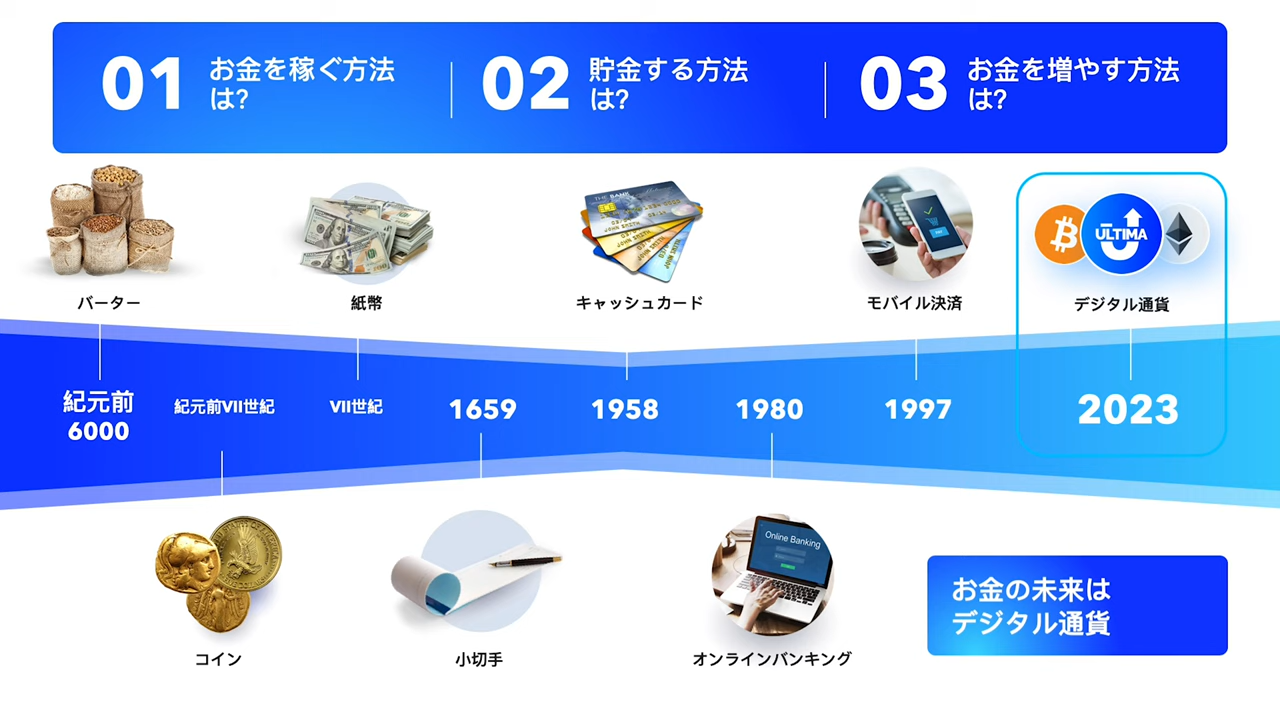 01
お金を稼ぐ方法
は?
02
貯金する方法
は?
03
お金を増やす方法
は?
バーター
紙幣
THE BANK
JOHN SMITH
キャッシュカード
モバイル決済
ULTIMA
デジタル通貨
紀元前
6000
紀元前VII世紀
VII世紀
1659
1958
1980
1997
2023
コイン
小切手
Online Banking
オンラインバンキング
お金の未来は
デジタル通貨